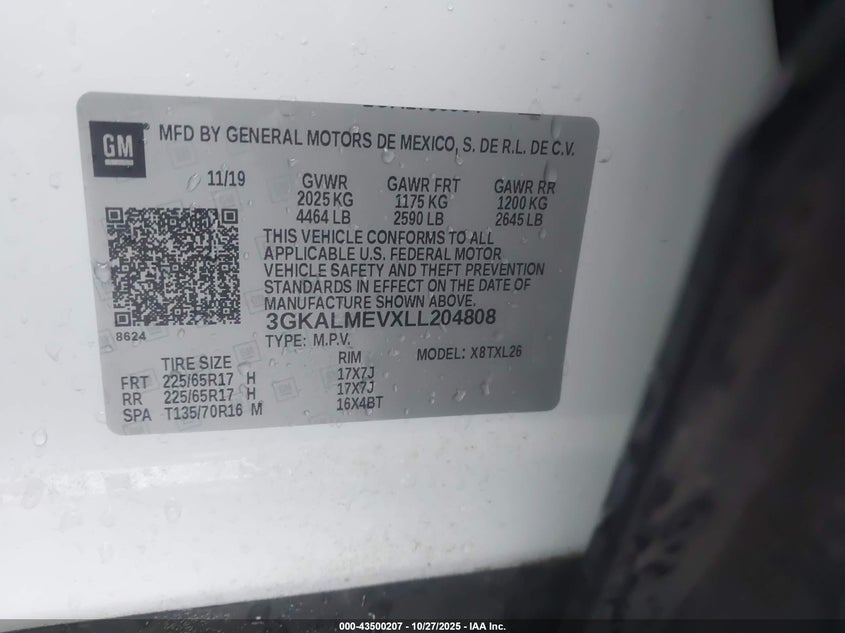 GM
MFD BY GENERAL MOTORS DE MEXICO, S. DE R.L. DE C.V.
11/19 GVWR GAWR FRT GAWR RR
2025 KG 1175 KG 1200 KG
4464 LB 2590 LB 2645 LB
THIS VEHICLE CONFORMS TO ALL
APPLICABLE U.S. FEDERAL MOTOR
VEHICLE SAFETY AND THEFT PREVENTION
STANDARDS IN EFFECT ON THE DATE OF
MANUFACTURE SHOWN ABOVE.
3GKALMEVXLL204808
8624
TYPE: M.P.V. MODEL: X8TXL26
TIRE SIZE RIM
FRT 225/65R17 H 17X7J
RR 225/65R17 H 17X7J
SPA T135/70R16 M 16X4BT
000-43500207 - 10/27/2025 - IAA Inc.